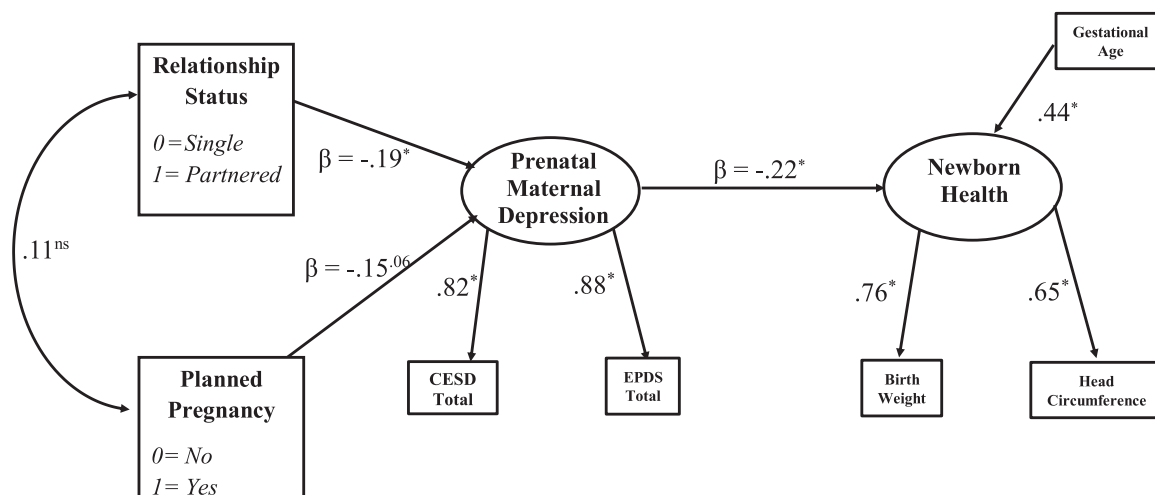 Relationship
Status
0=Single
1= Partnered
Gestational
Age
.44*
β = -.19*
Prenatal
Maternal
Depression
β = -.22*
Newborn
Health
.11ns
β = -.15.06
.82*
.88*
.76*
.65*
Planned
Pregnancy
0= No
1= Yes
CESD
Total
EPDS
Total
Birth
Weight
Head
Circumference